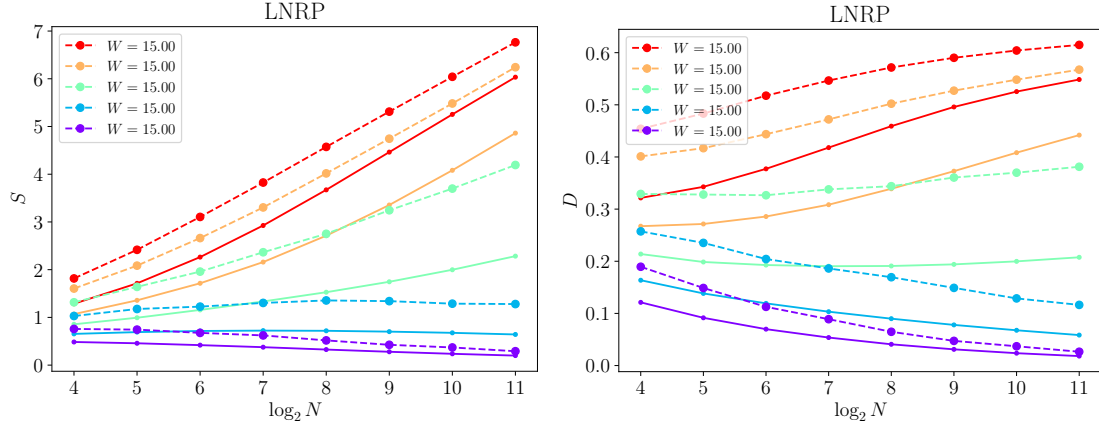 LNRP
7
6
5
4
3
2
1
0
S
W = 15.00
W = 15.00
W = 15.00
W = 15.00
W = 15.00
4 5 6 7 8 9 10 11
log₂ N
LNRP
0.6
0.5
0.4
0.3
0.2
0.1
0.0
D
W = 15.00
W = 15.00
W = 15.00
W = 15.00
W = 15.00
4 5 6 7 8 9 10 11
log₂ N